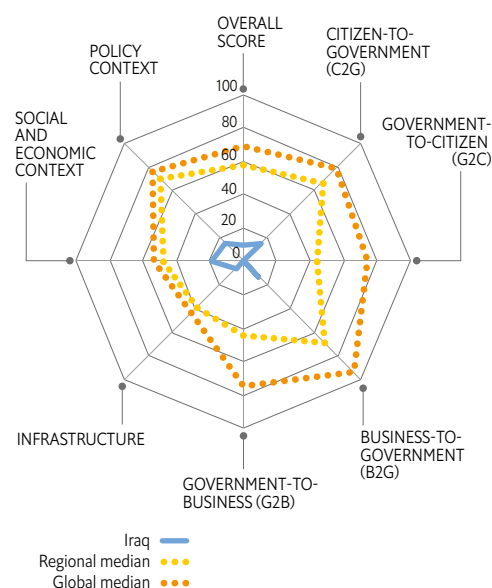 OVERALL
SCORE
CITIZEN-TO-
GOVERNMENT
(C2G)
POLICY
CONTEXT
100
80
60
40
20
0
SOCIAL
AND
ECONOMIC
CONTEXT
GOVERNMENT-
TO-CITIZEN
(G2C)
INFRASTRUCTURE
BUSINESS-TO-
GOVERNMENT
(B2G)
GOVERNMENT-TO-
BUSINESS (G2B)
Iraq
Regional median
Global median